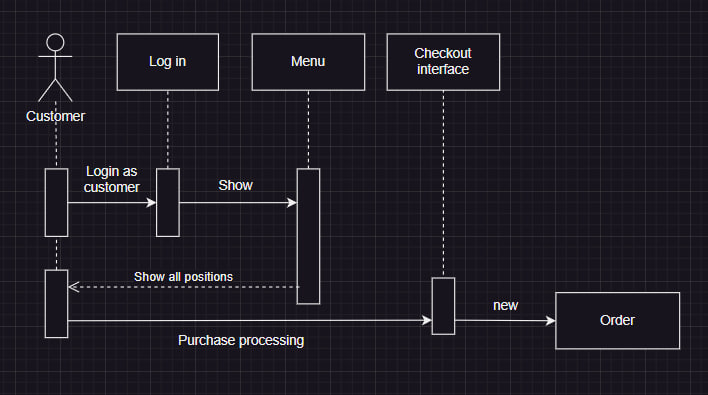 Log in
Menu
Checkout
interface
Customer
Login as
customer
Show
Show all positions
new
Order
Purchase processing